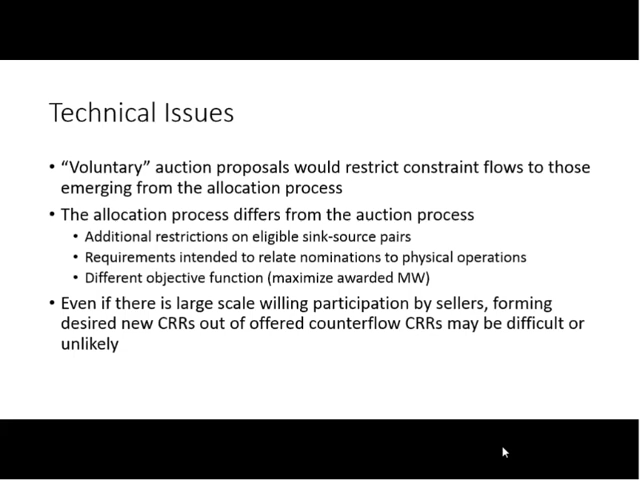 Technical Issues
• “Voluntary” auction proposals would restrict constraint flows to those
emerging from the allocation process
• The allocation process differs from the auction process
• Additional restrictions on eligible sink-source pairs
• Requirements intended to relate nominations to physical operations
• Different objective function (maximize awarded MW)
• Even if there is large scale willing participation by sellers, forming
desired new CRRs out of offered counterflow CRRs may be difficult or
unlikely